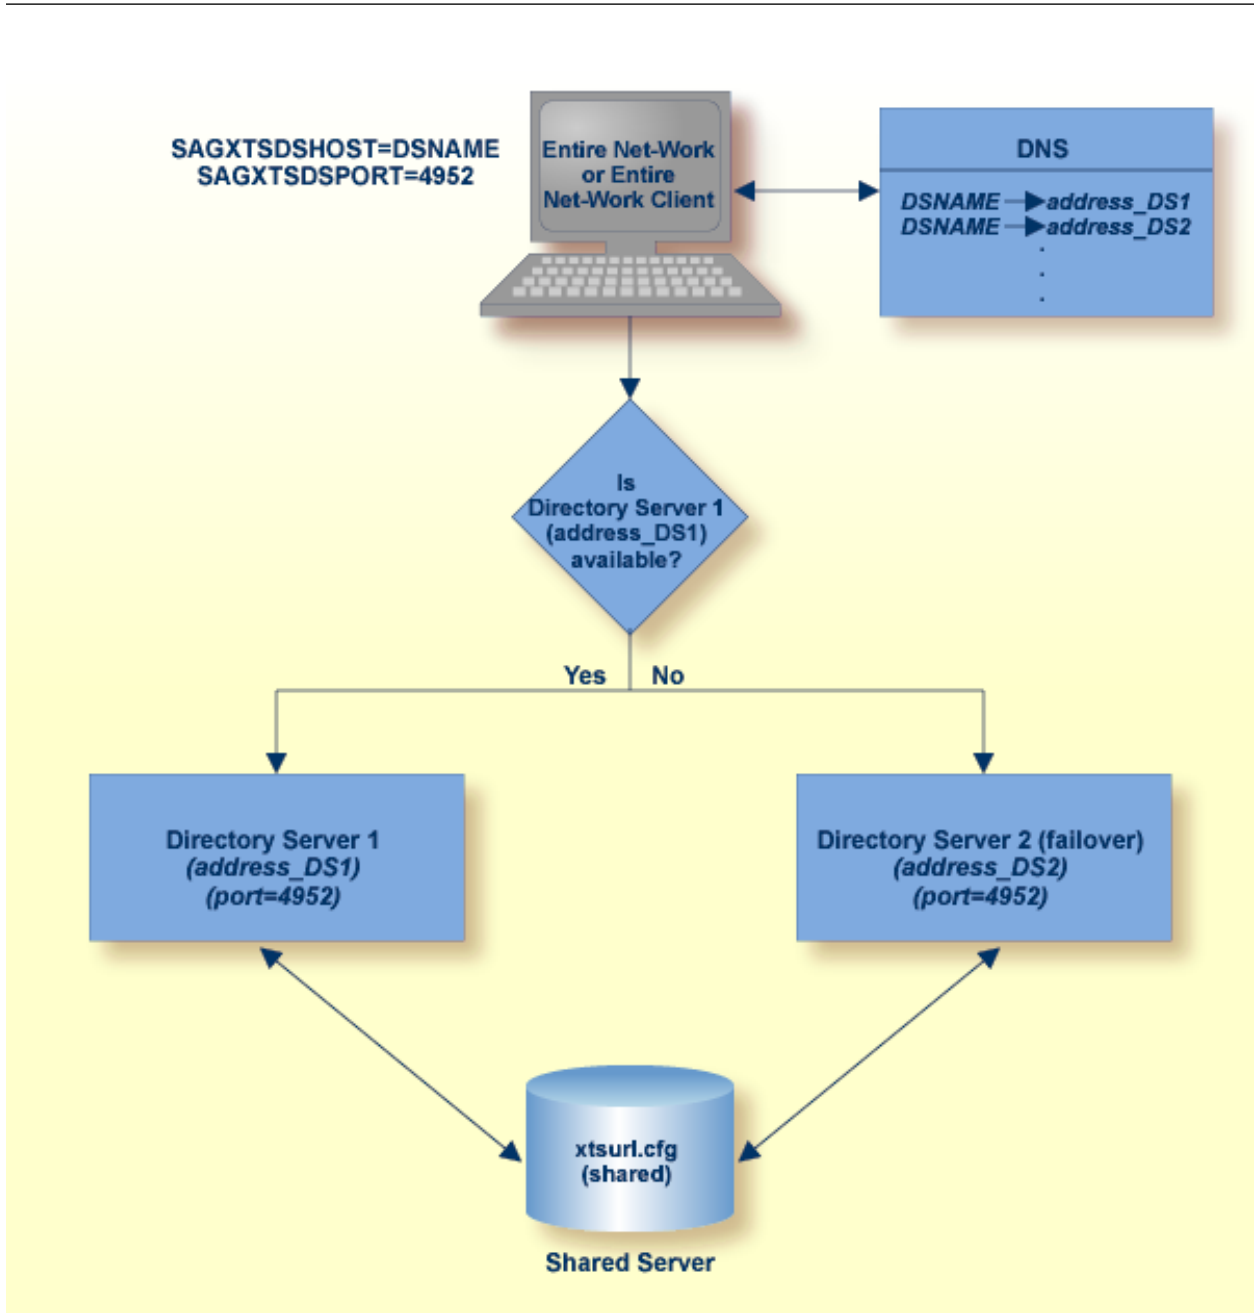 SAGXTSDSHOST=DSNAME
SAGXTSDSPORT=4952
Entire Net-Work
or Entire
Net-Work Client
DNS
DSNAME address_DS1
DSNAME address_DS2
.
.
.
Is
Directory Server 1
(address_DS1)
available?
Yes No
Directory Server 1
(address_DS1)
(port=4952)
Directory Server 2 (failover)
(address_DS2)
(port=4952)
xtsurl.cfg
(shared)
Shared Server